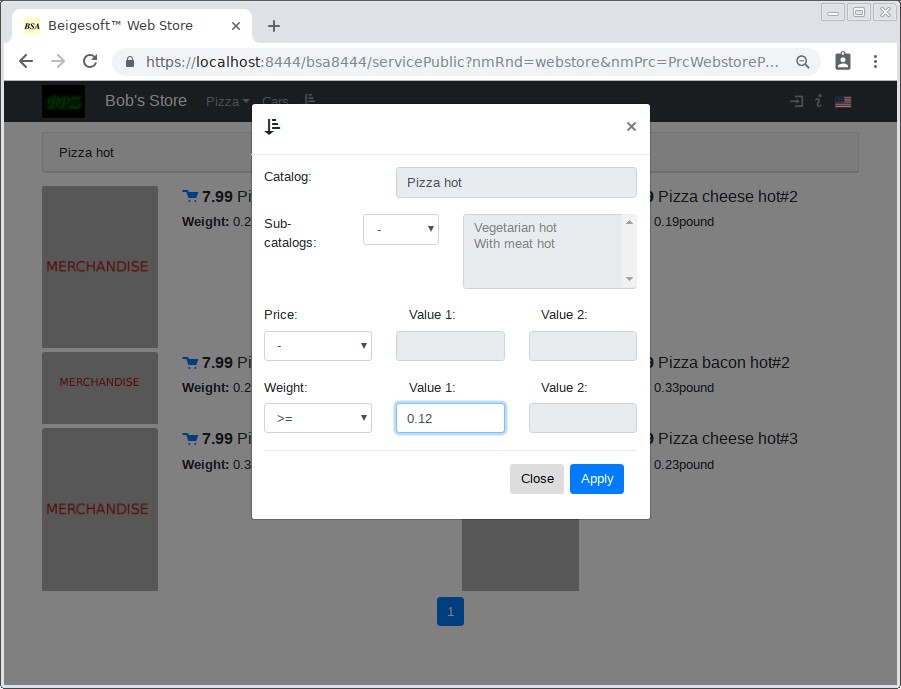 BSA Beigesoft™ Web Store
https://localhost:8444/bsa8444/servicePublic?nmRnd=webstore&nmPrc=PrcWebstoreP...
Bob's Store Pizza Cars
Pizza hot
Catalog: Pizza hot
Sub-catalogs: - Vegetarian hot
With meat hot
Price: Value 1: Value 2:
-
Weight: Value 1: Value 2:
>= 0.12
Close Apply
MERCHANDISE
7.99
Weight: 0.2
Pizza cheese hot#2
0.19pound
MERCHANDISE
7.99
Weight: 0.2
Pizza bacon hot#2
0.33pound
MERCHANDISE
7.99
Weight: 0.3
Pizza cheese hot#3
0.23pound
1